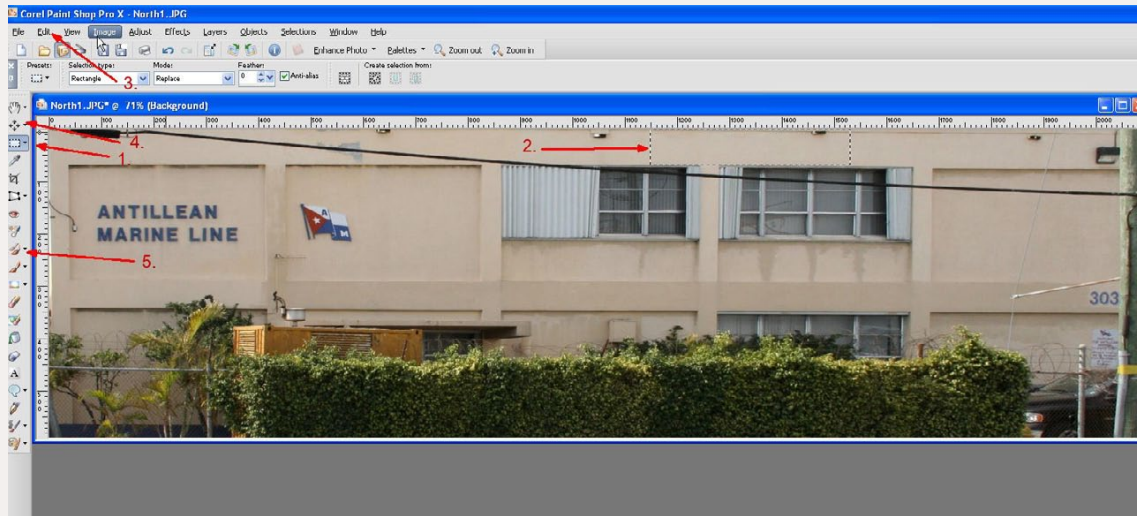 Corel Paint Shop Pro X - North1..JPG
File Edit View Image Adjust Effects Layers Objects Selections Window Help
Enhance Photo Palettes Zoom out Zoom in
Presets: Selection type: Mode: Feather: Create selection from:
Rectangle Replace 0 Anti-alias
3.
North1..JPG* @ 71% (Background)
4.
1.
2.
ANTILLEAN
MARINE LINE
A
M
5.
303